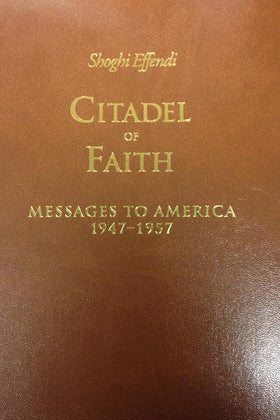 Shoghi Effendi
CITADEL
OF
FAITH
MESSAGES TO AMERICA
1947–1957